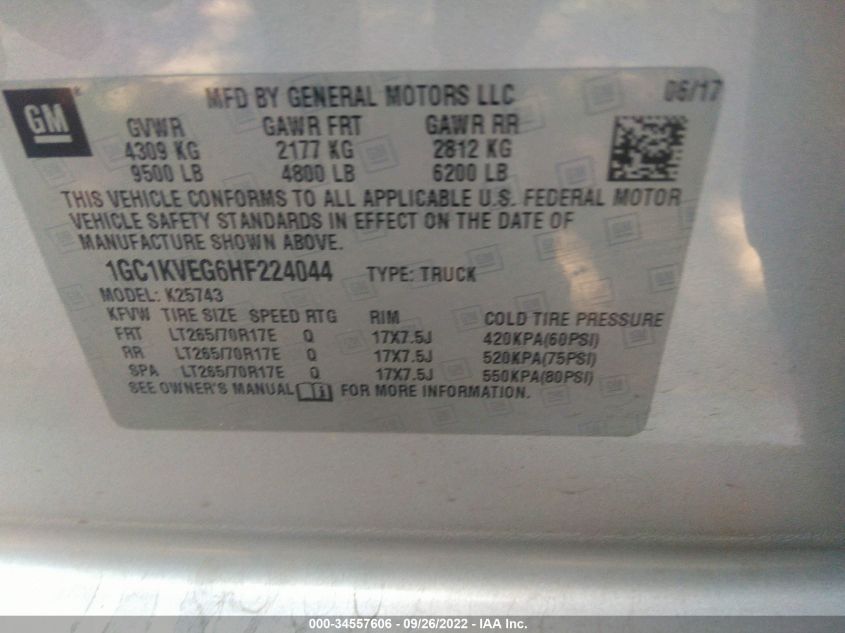 GM
MFD BY GENERAL MOTORS LLC 06/17
GVWR GAWR FRT GAWR RR
4309 KG 2177 KG 2812 KG
9500 LB 4800 LB 6200 LB
THIS VEHICLE CONFORMS TO ALL APPLICABLE U.S. FEDERAL MOTOR
VEHICLE SAFETY STANDARDS IN EFFECT ON THE DATE OF
MANUFACTURE SHOWN ABOVE.
1GC1KVEG6HF224044 TYPE: TRUCK
MODEL: K25743
KFVW TIRE SIZE SPEED RTG RIM COLD TIRE PRESSURE
FRT LT265/70R17E Q 17X7.5J 420KPA(60PSI)
RR LT265/70R17E Q 17X7.5J 520KPA(75PSI)
SPA LT265/70R17E Q 17X7.5J 550KPA(80PSI)
SEE OWNER'S MANUAL FOR MORE INFORMATION.
000-34557606 - 09/26/2022 - IAA Inc.